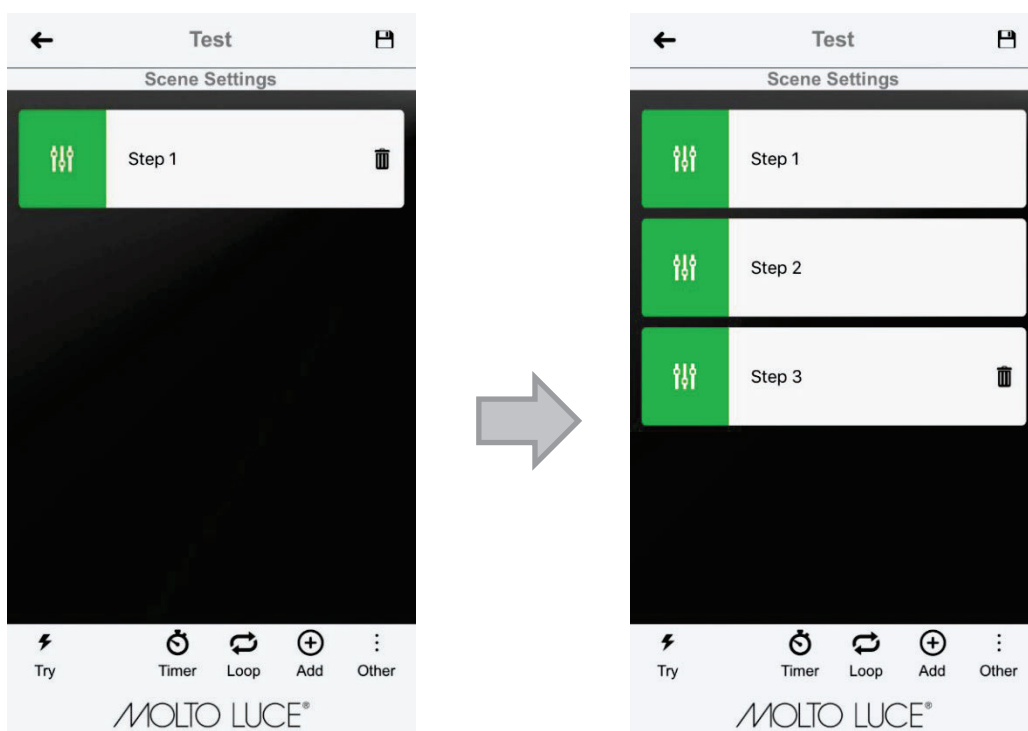 Test
Scene Settings
Step 1
Try
Timer
Loop
Add
Other
MOLTO LUCE®
Test
Scene Settings
Step 1
Step 2
Step 3
Try
Timer
Loop
Add
Other
MOLTO LUCE®